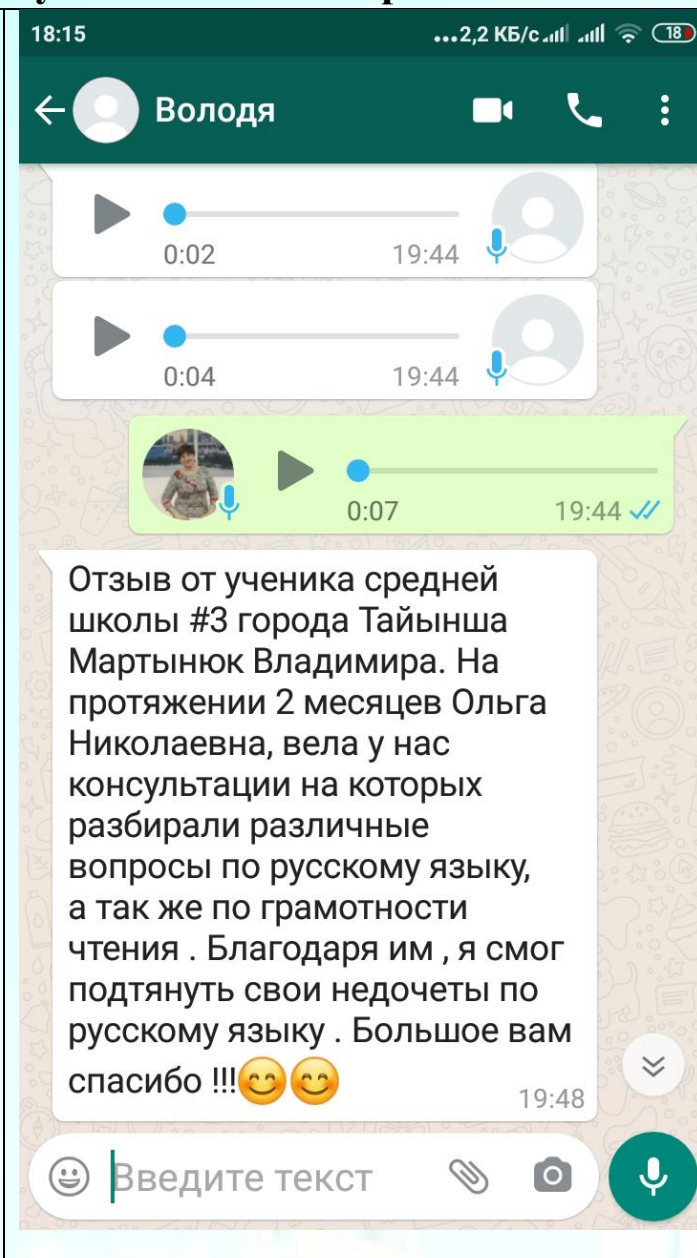 18:15 ...2,2 КБ/с 18
Володя
0:02 19:44
0:04 19:44
0:07 19:44
Отзыв от ученика средней
школы #3 города Тайынша
Мартынюк Владимира. На
протяжении 2 месяцев Ольга
Николаевна, вела у нас
консультации на которых
разбирали различные
вопросы по русскому языку,
а так же по грамотности
чтения . Благодаря им , я смог
подтянуть свои недочеты по
русскому языку . Большое вам
спасибо !!!😊😊
19:48
Введите текст